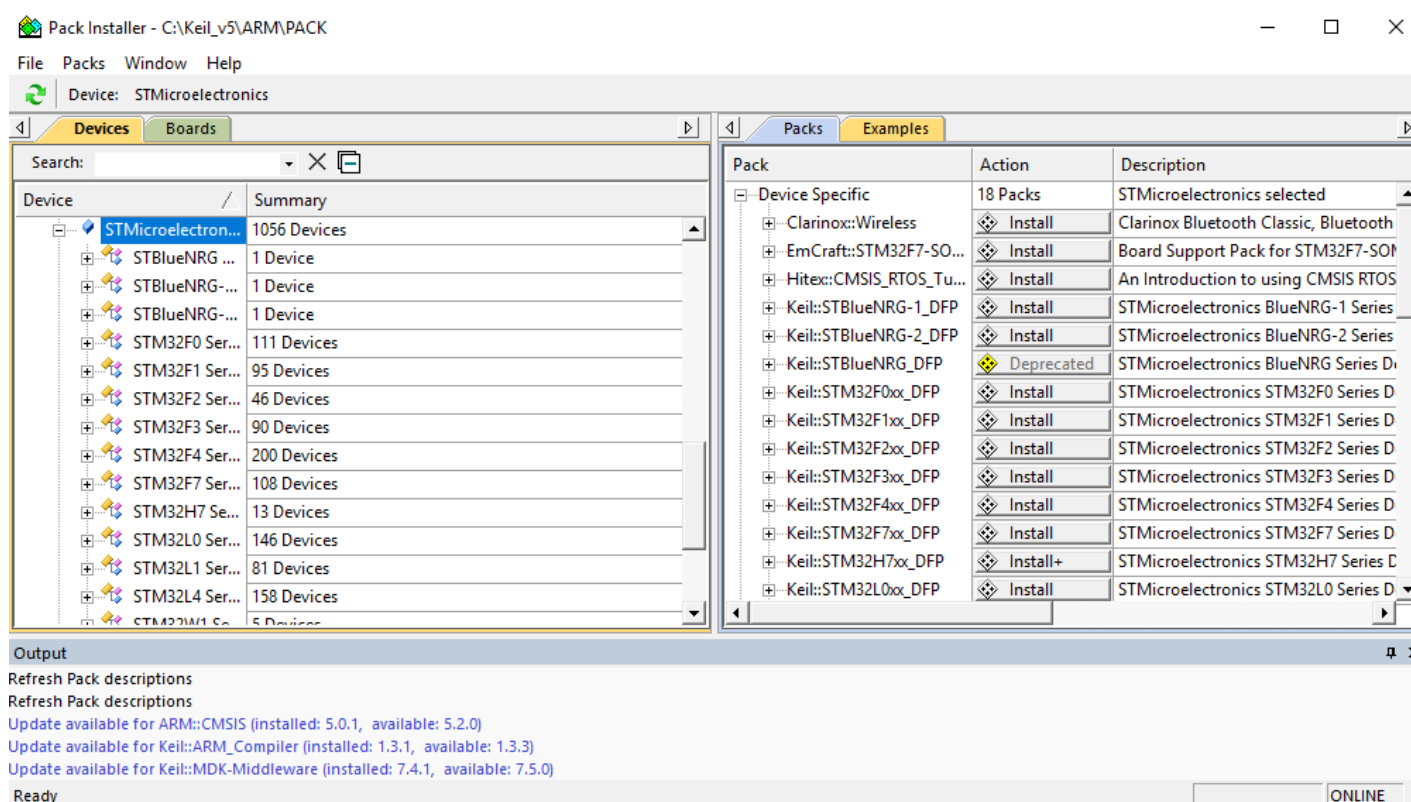 Pack Installer - C:\Keil_v5\ARM\PACK
File Packs Window Help
Device: STMicroelectronics
Devices Boards
Search:
Device Summary
STMicroelectron... 1056 Devices
STBlueNRG ... 1 Device
STBlueNRG-... 1 Device
STBlueNRG-... 1 Device
STM32F0 Ser... 111 Devices
STM32F1 Ser... 95 Devices
STM32F2 Ser... 46 Devices
STM32F3 Ser... 90 Devices
STM32F4 Ser... 200 Devices
STM32F7 Ser... 108 Devices
STM32H7 Se... 13 Devices
STM32L0 Ser... 146 Devices
STM32L1 Ser... 81 Devices
STM32L4 Ser... 158 Devices
STM32W1 Se... 5 Devices
Packs Examples
Pack Action Description
Device Specific 18 Packs STMicroelectronics selected
Clarinox::Wireless Install Clarinox Bluetooth Classic, Bluetooth
EmCraft::STM32F7-SO... Install Board Support Pack for STM32F7-SOM
Hitex::CMSIS_RTOS_Tu... Install An Introduction to using CMSIS RTOS
Keil::STBlueNRG-1_DFP Install STMicroelectronics BlueNRG-1 Series
Keil::STBlueNRG-2_DFP Install STMicroelectronics BlueNRG-2 Series
Keil::STBlueNRG_DFP Deprecated STMicroelectronics BlueNRG Series D
Keil::STM32F0xx_DFP Install STMicroelectronics STM32F0 Series D
Keil::STM32F1xx_DFP Install STMicroelectronics STM32F1 Series D
Keil::STM32F2xx_DFP Install STMicroelectronics STM32F2 Series D
Keil::STM32F3xx_DFP Install STMicroelectronics STM32F3 Series D
Keil::STM32F4xx_DFP Install STMicroelectronics STM32F4 Series D
Keil::STM32F7xx_DFP Install STMicroelectronics STM32F7 Series D
Keil::STM32H7xx_DFP Install+ STMicroelectronics STM32H7 Series D
Keil::STM32L0xx_DFP Install STMicroelectronics STM32L0 Series D
Output
Refresh Pack descriptions
Refresh Pack descriptions
Update available for ARM::CMSIS (installed: 5.0.1, available: 5.2.0)
Update available for Keil::ARM_Compiler (installed: 1.3.1, available: 1.3.3)
Update available for Keil::MDK-Middleware (installed: 7.4.1, available: 7.5.0)
Ready ONLINE